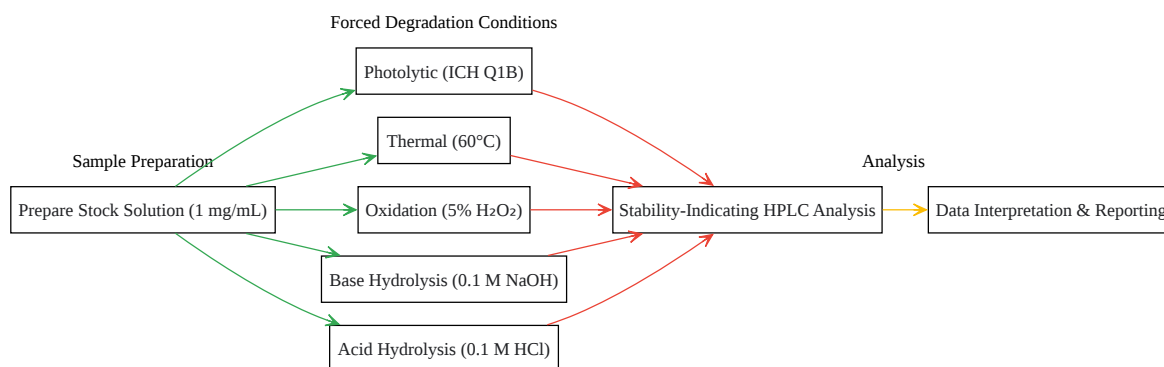 Forced Degradation Conditions
Photolytic (ICH Q1B)
Thermal (60°C)
Sample Preparation
Analysis
Prepare Stock Solution (1 mg/mL)
Oxidation (5% H₂O₂)
Stability-Indicating HPLC Analysis
Data Interpretation & Reporting
Base Hydrolysis (0.1 M NaOH)
Acid Hydrolysis (0.1 M HCl)